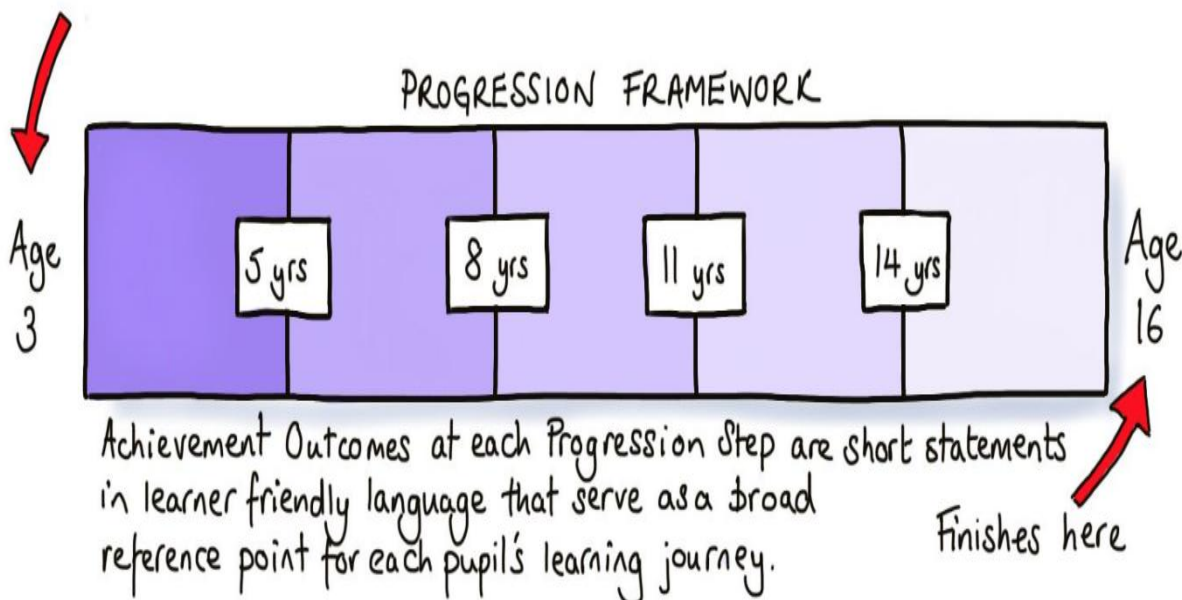 PROGRESSION FRAMEWORK
Age
3
5 yrs
8 yrs
11 yrs
14 yrs
Age
16
Achievement Outcomes at each Progression Step are short statements
in learner friendly language that serve as a broad
reference point for each pupil's learning journey.
Finishes here